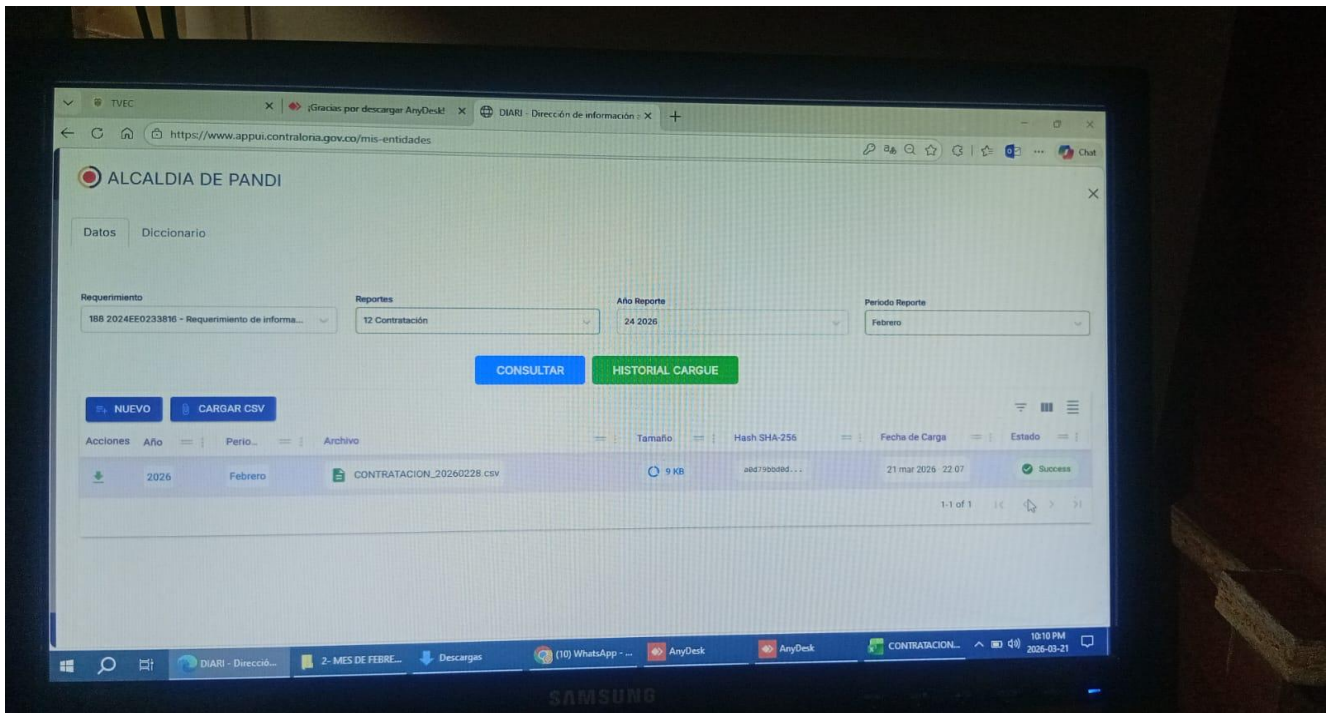 TVEC
¡Gracias por descargar AnyDesk!
DIARI - Dirección de información
https://www.appui.contraloria.gov.co/mis-entidades
Chat
ALCALDIA DE PANDI
Datos Diccionario
Requerimiento Reportes Año Reporte Periodo Reporte
188 2024EE0233816 - Requerimiento de informa... 12 Contratación 24 2026 Febrero
CONSULTAR HISTORIAL CARGUE
NUEVO CARGAR CSV
Acciones Año Perio... Archivo Tamaño Hash SHA-256 Fecha de Carga Estado
2026 Febrero CONTRATACION_20260228.csv 9 KB 21 mar 2026 22:07 Success
1-1 of 1
DIARI - Direcció... 2- MES DE FEBRE... Descargas (10) WhatsApp - ... AnyDesk AnyDesk CONTRATACION... 10:10 PM
2026-03-21
SAMSUNG